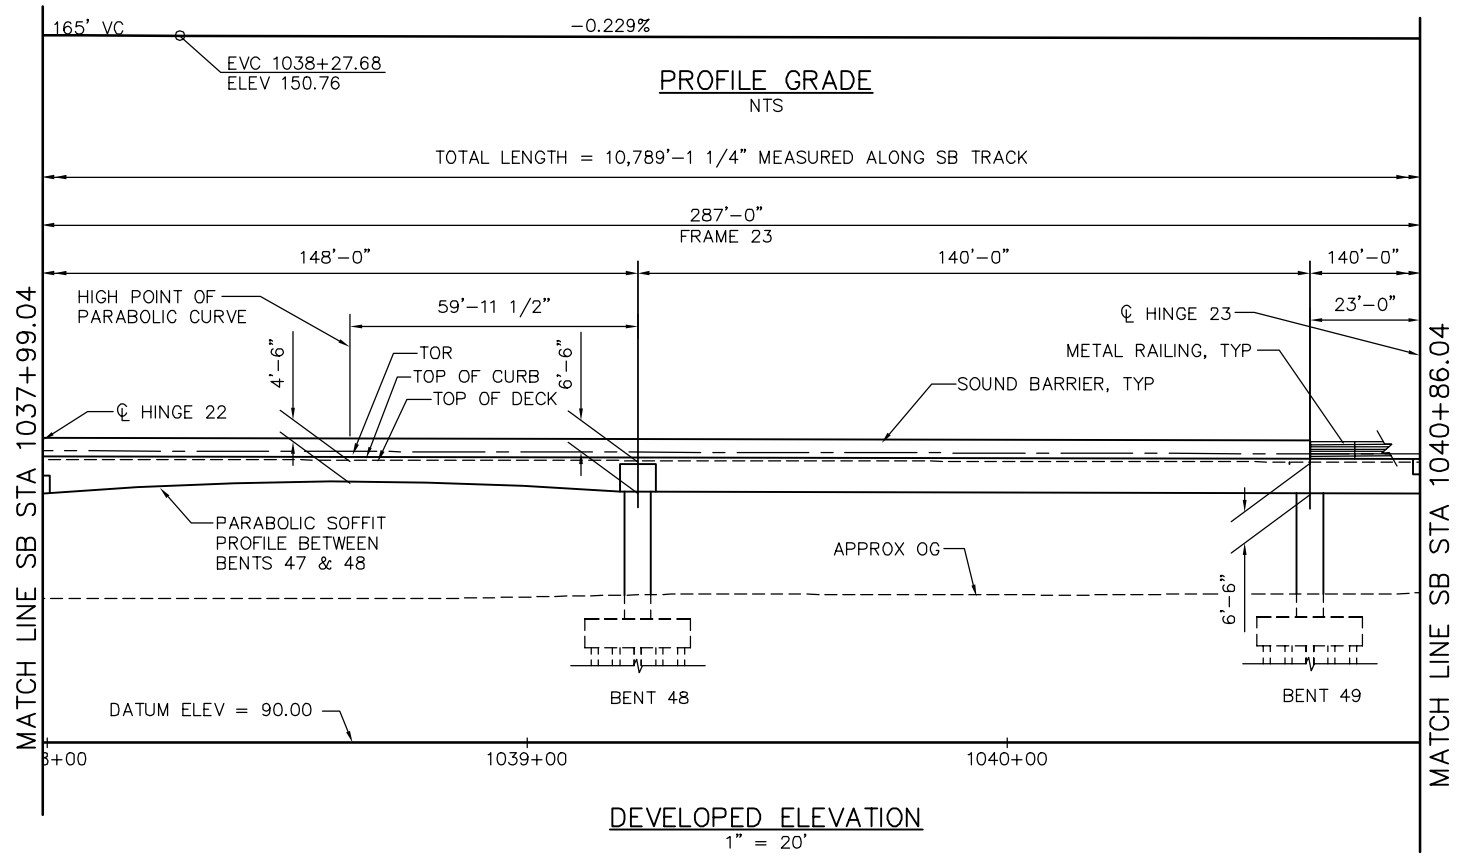 165' VC
-0.229%
EVC 1038+27.68
ELEV 150.76
PROFILE GRADE
NTS
TOTAL LENGTH = 10,789'-1 1/4" MEASURED ALONG SB TRACK
287'-0"
FRAME 23
148'-0"
140'-0"
140'-0"
HIGH POINT OF
PARABOLIC CURVE
59'-11 1/2"
℄ HINGE 23
23'-0"
4'-6"
TOR
6'-6"
METAL RAILING, TYP
TOP OF CURB
SOUND BARRIER, TYP
TOP OF DECK
℄ HINGE 22
PARABOLIC SOFFIT
PROFILE BETWEEN
BENTS 47 & 48
APPROX OG
6'-6"
BENT 48
BENT 49
DATUM ELEV = 90.00
8+00
1039+00
1040+00
MATCH LINE SB STA 1037+99.04
MATCH LINE SB STA 1040+86.04
DEVELOPED ELEVATION
1" = 20'